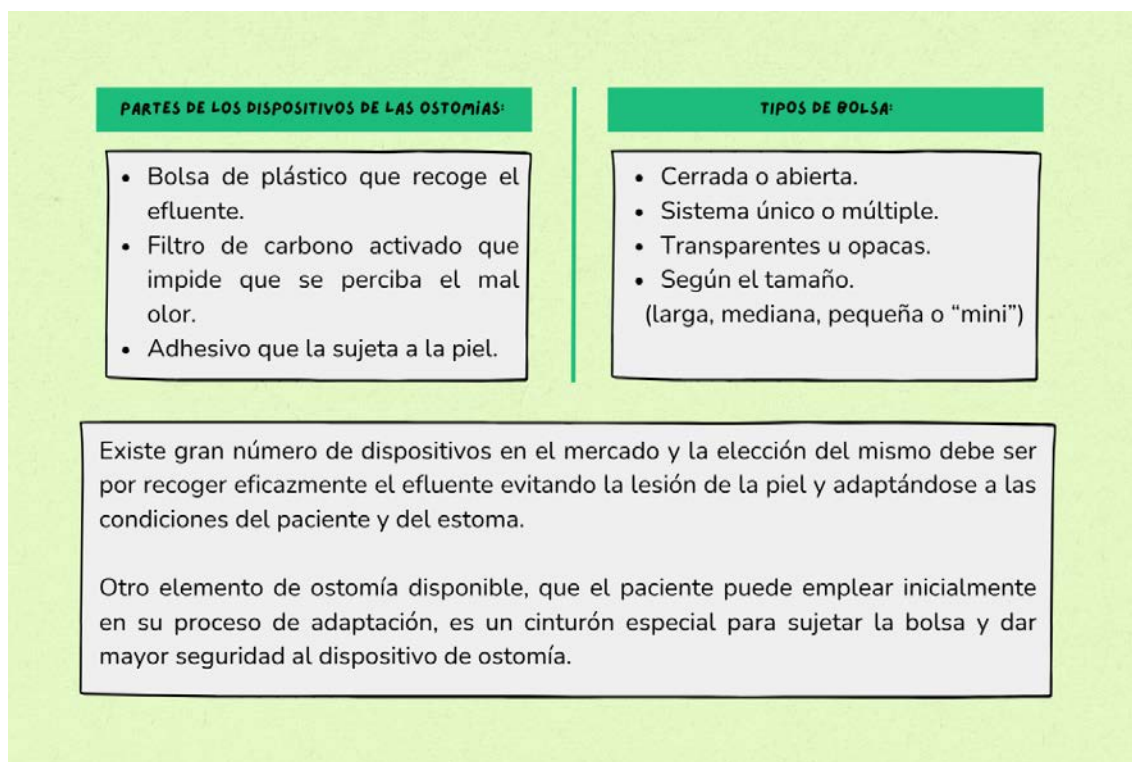 PARTES DE LOS DISPOSITIVOS DE LAS OSTOMÍAS:
• Bolsa de plástico que recoge el
efluente.
• Filtro de carbono activado que
impide que se perciba el mal
olor.
• Adhesivo que la sujeta a la piel.
TIPOS DE BOLSA:
• Cerrada o abierta.
• Sistema único o múltiple.
• Transparentes u opacas.
• Según el tamaño.
(larga, mediana, pequeña o “mini”)
Existe gran número de dispositivos en el mercado y la elección del mismo debe ser
por recoger eficazmente el efluente evitando la lesión de la piel y adaptándose a las
condiciones del paciente y del estoma.
Otro elemento de ostomía disponible, que el paciente puede emplear inicialmente
en su proceso de adaptación, es un cinturón especial para sujetar la bolsa y dar
mayor seguridad al dispositivo de ostomía.